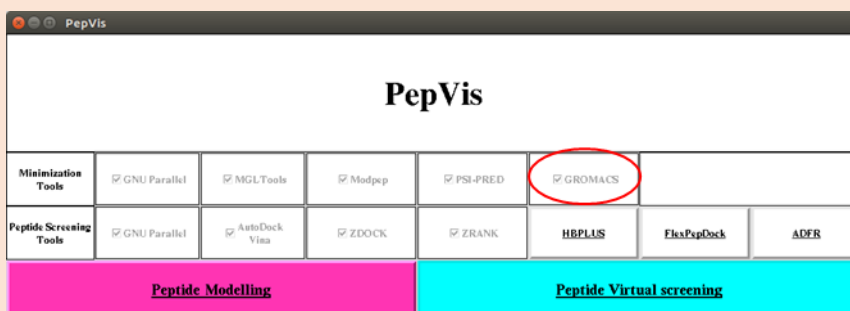 PepVis
PepVis
Minimization Tools
GNU Parallel
MGLTools
Modpep
PSI-PRED
GROMACS
Peptide Screening Tools
GNU Parallel
AutoDock Vina
ZDOCK
ZRANK
HBPLUS
FlexPepDock
ADFR
Peptide Modelling
Peptide Virtual screening